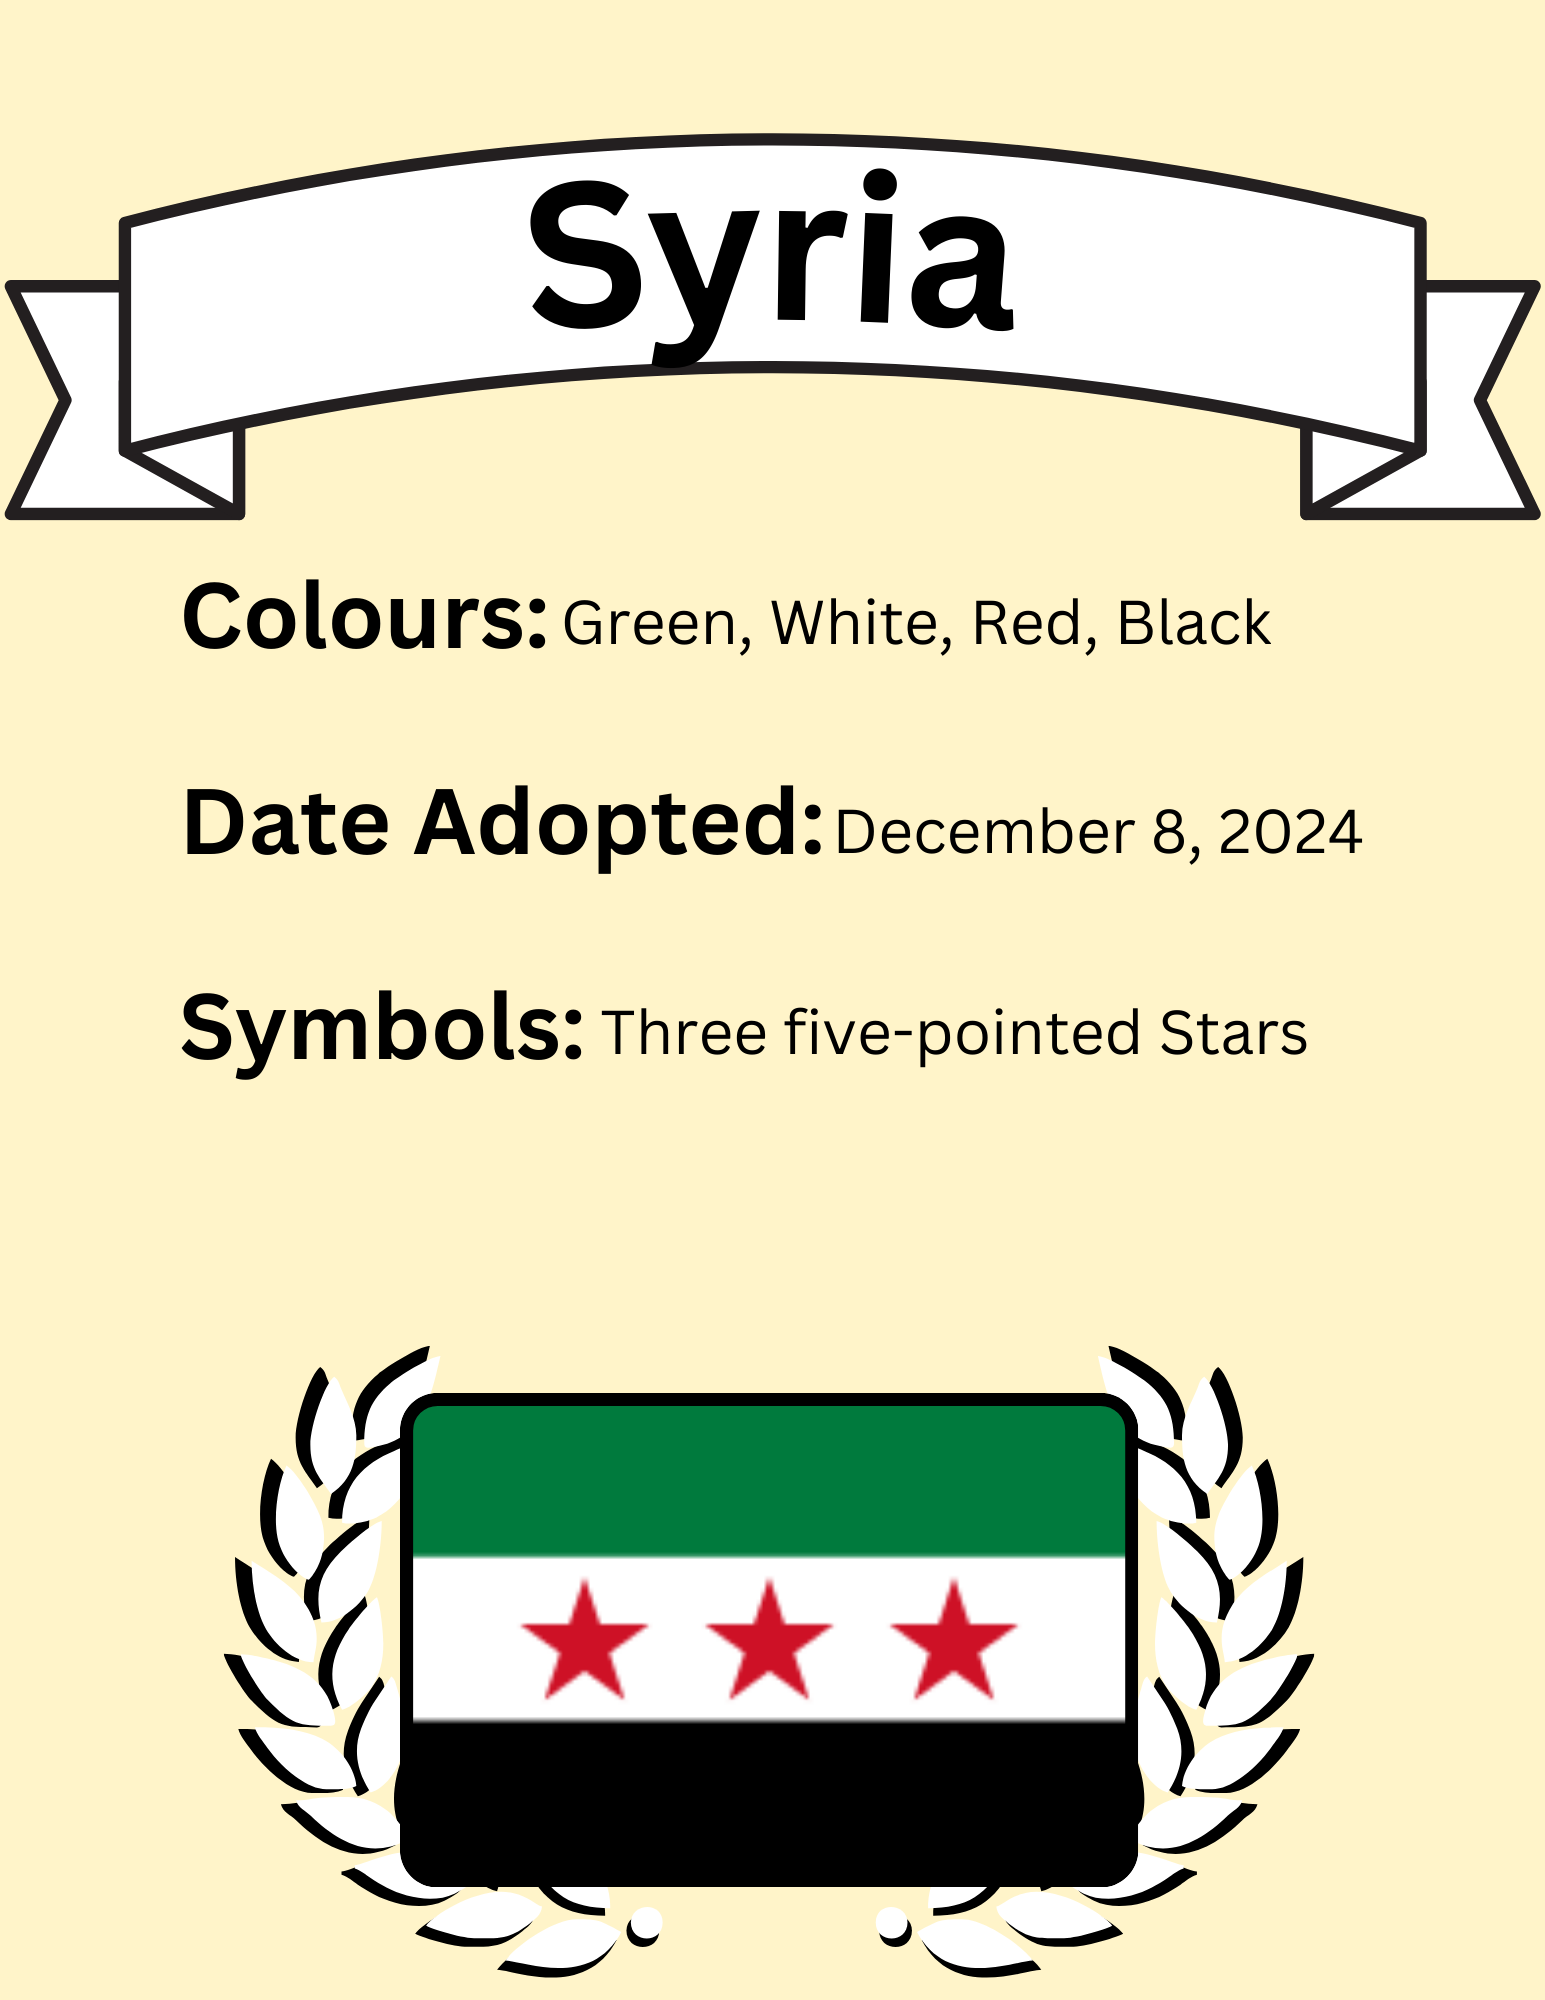 Syria
Colours: Green, White, Red, Black
Date Adopted: December 8, 2024
Symbols: Three five-pointed Stars